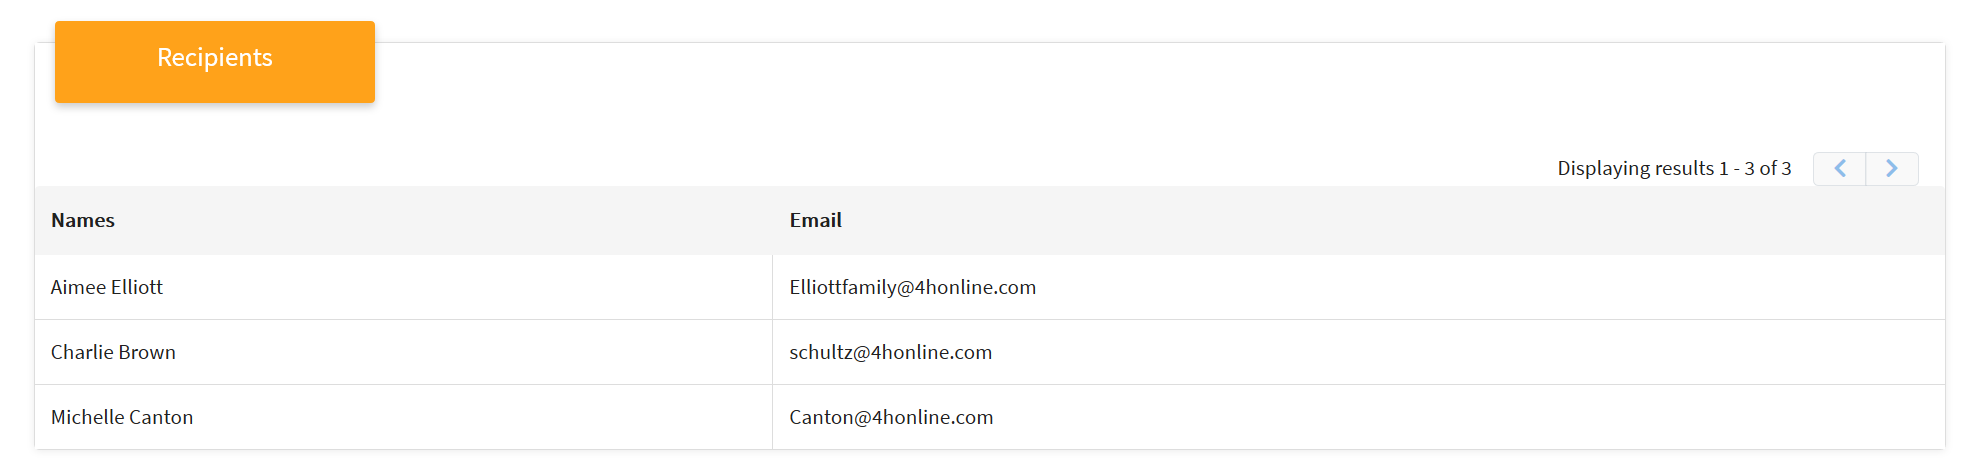 Recipients
Displaying results 1 - 3 of 3
Names Email
Aimee Elliott Elliottfamily@4honline.com
Charlie Brown schultz@4honline.com
Michelle Canton Canton@4honline.com